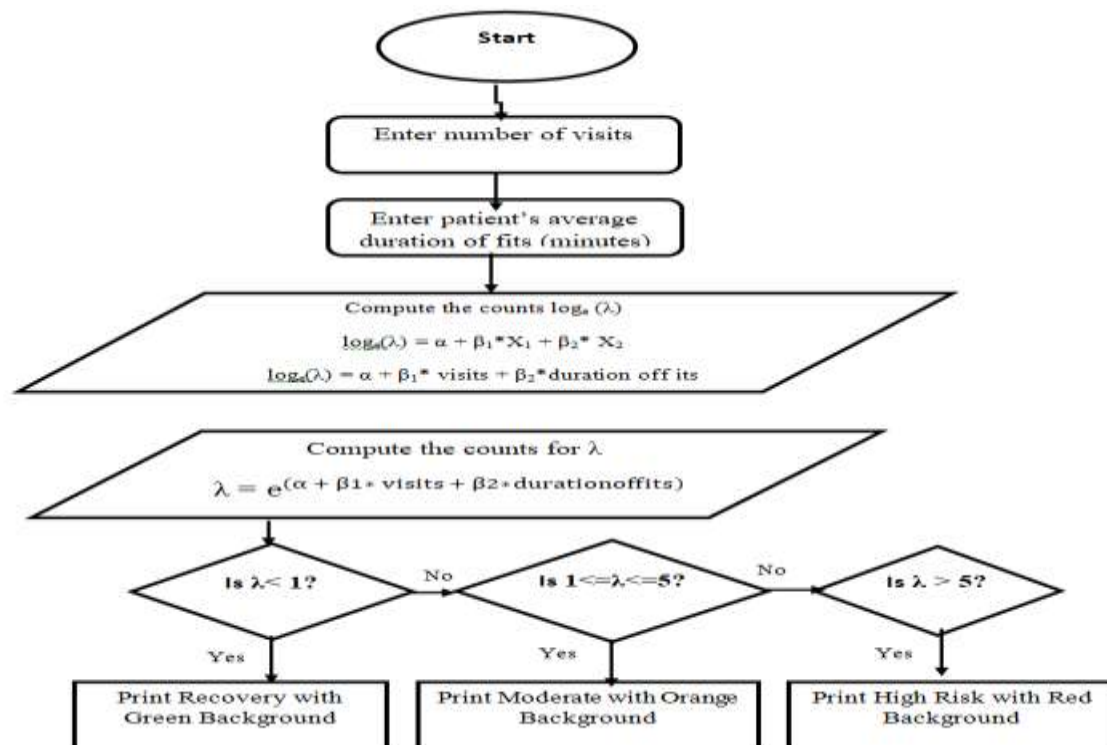 Start
Enter number of visits
Enter patient's average
duration of fits (minutes)
Compute the counts logₑ (λ)
logₑ(λ) = α + β₁*X₁ + β₂* X₂
logₑ(λ) = α + β₁* visits + β₂*duration off its
Compute the counts for λ
λ = e^(α + β1* visits + β2*durationoffits)
Is λ< 1?
No
Is 1<=λ<=5?
No
Is λ > 5?
Yes
Yes
Yes
Print Recovery with
Green Background
Print Moderate with Orange
Background
Print High Risk with Red
Background